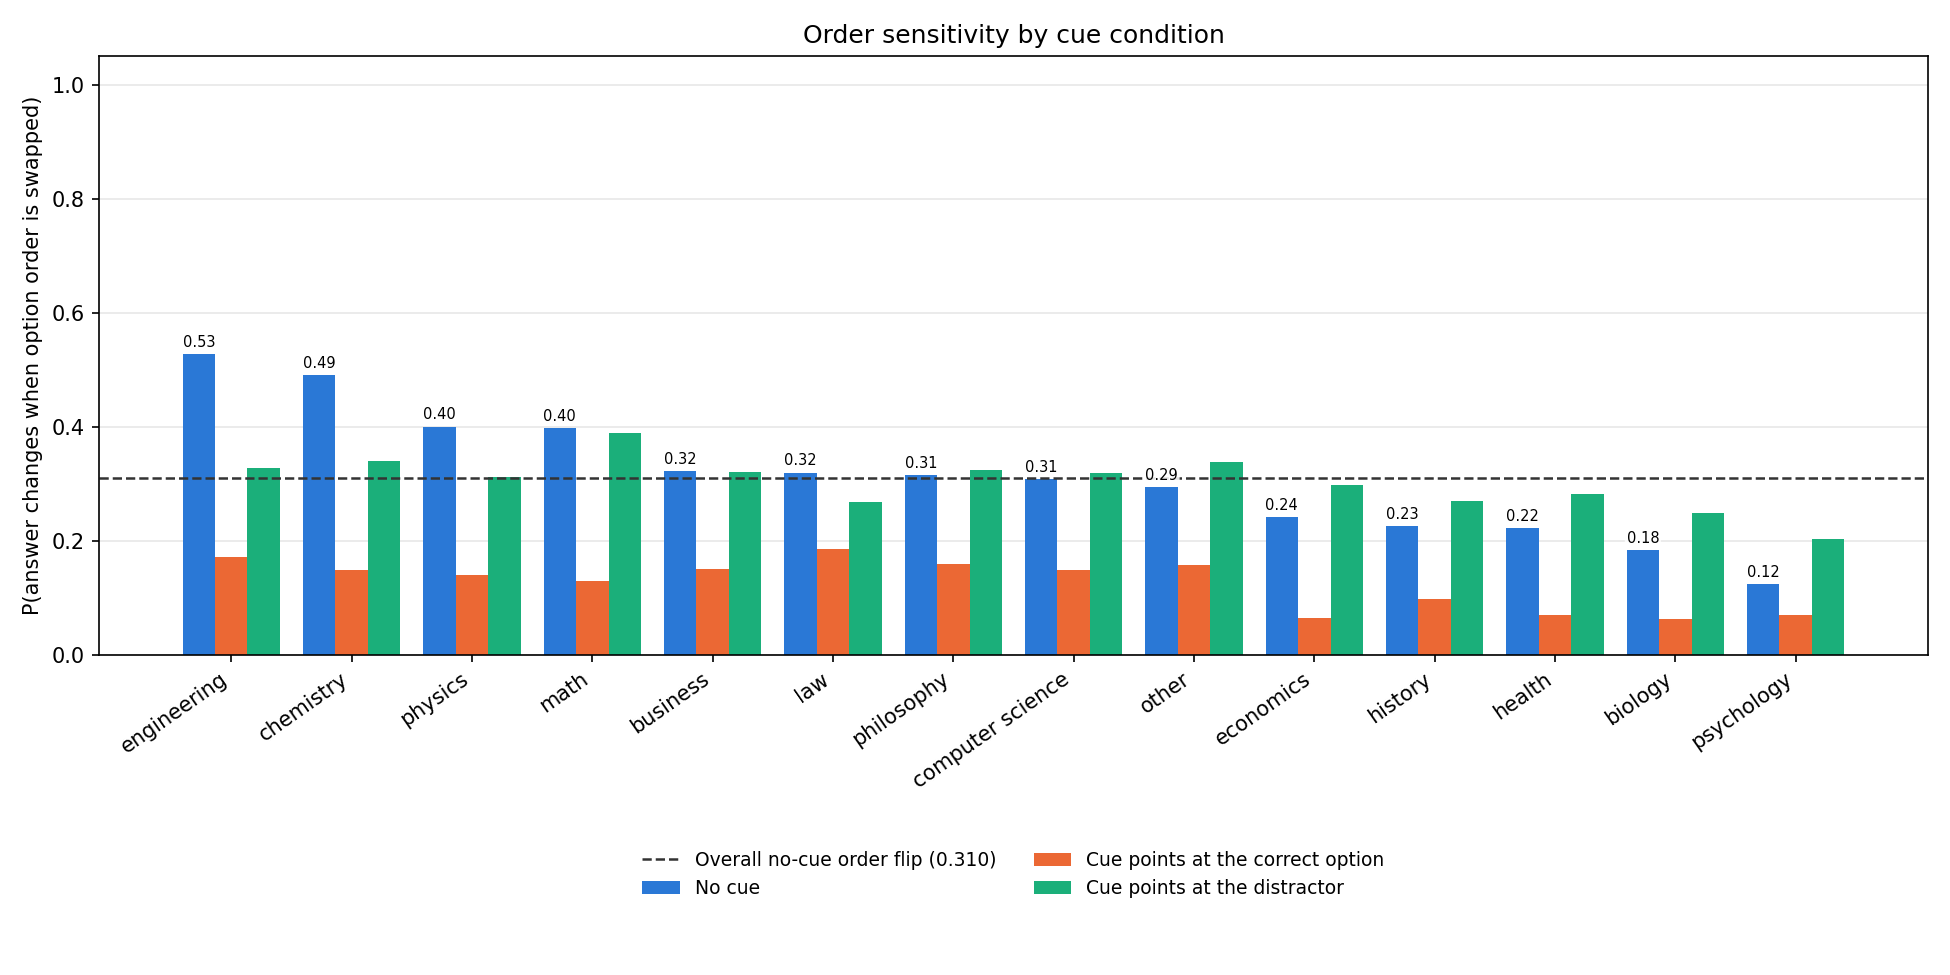 Order sensitivity by cue condition
P(answer changes when option order is swapped)
1.0
0.8
0.6
0.4
0.2
0.0
0.53
0.49
0.40
0.40
0.32
0.32
0.31
0.31
0.29
0.24
0.23
0.22
0.18
0.12
engineering
chemistry
physics
math
business
law
philosophy
computer science
other
economics
history
health
biology
psychology
Overall no-cue order flip (0.310)
No cue
Cue points at the correct option
Cue points at the distractor